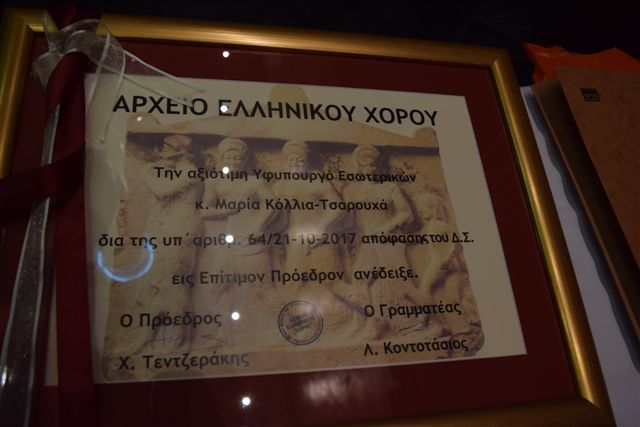 ΑΡΧΕΙΟ ΕΛΛΗΝΙΚΟΥ ΧΟΡΟΥ
Την αξιότιμη Υφυπουργό Εσωτερικών
κ. Μαρία Κόλλια-Τσαρουχά
δια της υπ΄αριθμ. 64/21-10-2017 απόφασης του Δ.Σ.
εις Επίτιμον Πρόεδρον ανέδειξε.
Ο Πρόεδρος Ο Γραμματέας
Χ. Τεντζεράκης Λ. Κοντοτάσιος